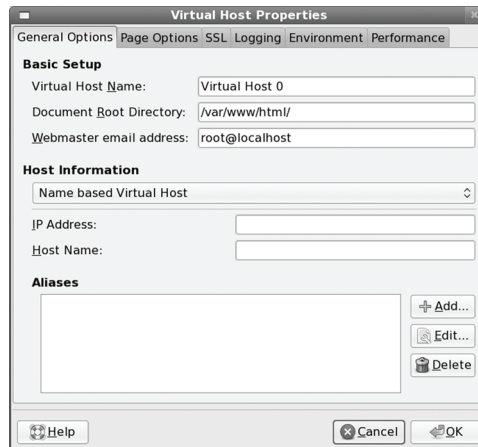 Virtual Host Properties
General Options Page Options SSL Logging Environment Performance
Basic Setup
Virtual Host Name: Virtual Host 0
Document Root Directory: /var/www/html/
Webmaster email address: root@localhost
Host Information
Name based Virtual Host
IP Address:
Host Name:
Aliases
Add...
Edit...
Delete
Help Cancel OK